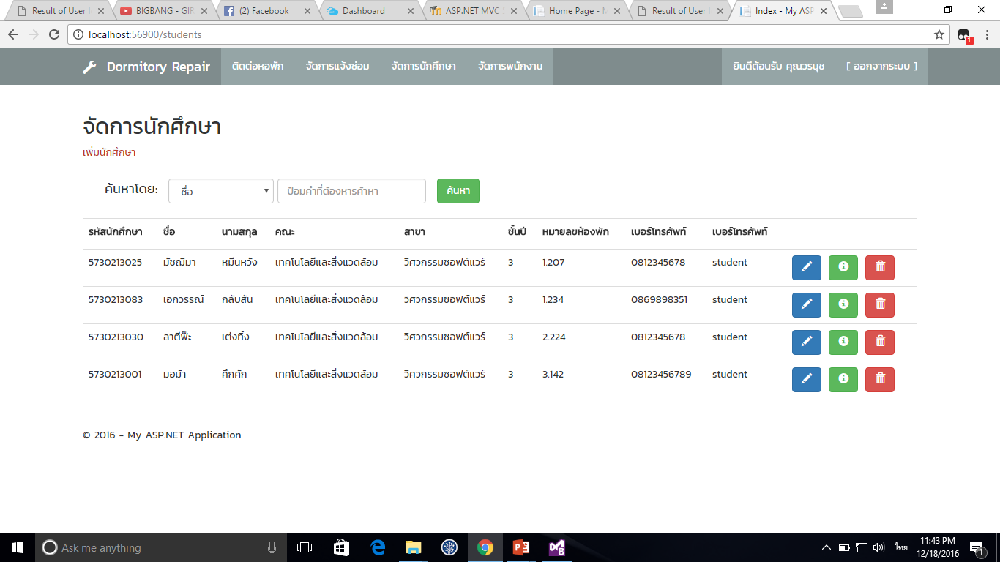 Result of User
BIGBANG - GIR
(2) Facebook
Dashboard
ASP.NET MVC
Home Page - M
Result of User
Index - My ASP
localhost:56900/students
1
Dormitory Repair ติดต่อหอพัก จัดการแจ้งซ่อม จัดการนักศึกษา จัดการพนักงาน ยินดีต้อนรับ คุณวรนุช [ ออกจากระบบ ]
จัดการนักศึกษา
เพิ่มนักศึกษา
ค้นหาโดย: ชื่อ ป้อมคำที่ต้องหารค้าหา ค้นหา
รหัสนักศึกษา ชื่อ นามสกุล คณะ สาขา ชั้นปี หมายลขห้องพัก เบอร์โทรศัพท์ เบอร์โทรศัพท์
5730213025 มัชฌิมา หมีนหวัง เทคโนโลยีและสิ่งแวดล้อม วิศวกรรมซอฟต์แวร์ 3 1.207 0812345678 student
5730213083 เอกวรรณ์ กลับสัน เทคโนโลยีและสิ่งแวดล้อม วิศวกรรมซอฟต์แวร์ 3 1.234 0869898351 student
5730213030 ลาตีฟ๊ะ เต่งทิ้ง เทคโนโลยีและสิ่งแวดล้อม วิศวกรรมซอฟต์แวร์ 3 2.224 0812345678 student
5730213001 มอม้า คึกคัก เทคโนโลยีและสิ่งแวดล้อม วิศวกรรมซอฟต์แวร์ 3 3.142 08123456789 student
© 2016 - My ASP.NET Application
Ask me anything
ไทย
11:43 PM
12/18/2016
1